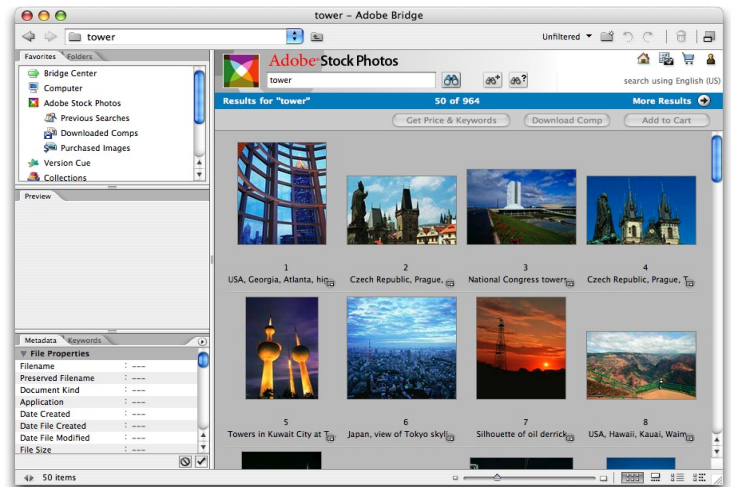 tower – Adobe Bridge
tower
Unfiltered
Favorites Folders
Bridge Center
Computer
Adobe Stock Photos
Previous Searches
Downloaded Comps
Purchased Images
Version Cue
Collections
Preview
Metadata Keywords
File Properties
Filename : ---
Preserved Filename : ---
Document Kind : ---
Application : ---
Date Created : ---
Date File Created : ---
Date File Modified : ---
File Size
50 items
Adobe Stock Photos
tower
search using English (US)
Results for "tower" 50 of 964 More Results
Get Price & Keywords Download Comp Add to Cart
1 2 3 4
USA, Georgia, Atlanta, hig Czech Republic, Prague, National Congress towers Czech Republic, Prague, T
5 6 7 8
Towers in Kuwait City at T Japan, view of Tokyo skyli Silhouette of oil derrick USA, Hawaii, Kauai, Waim